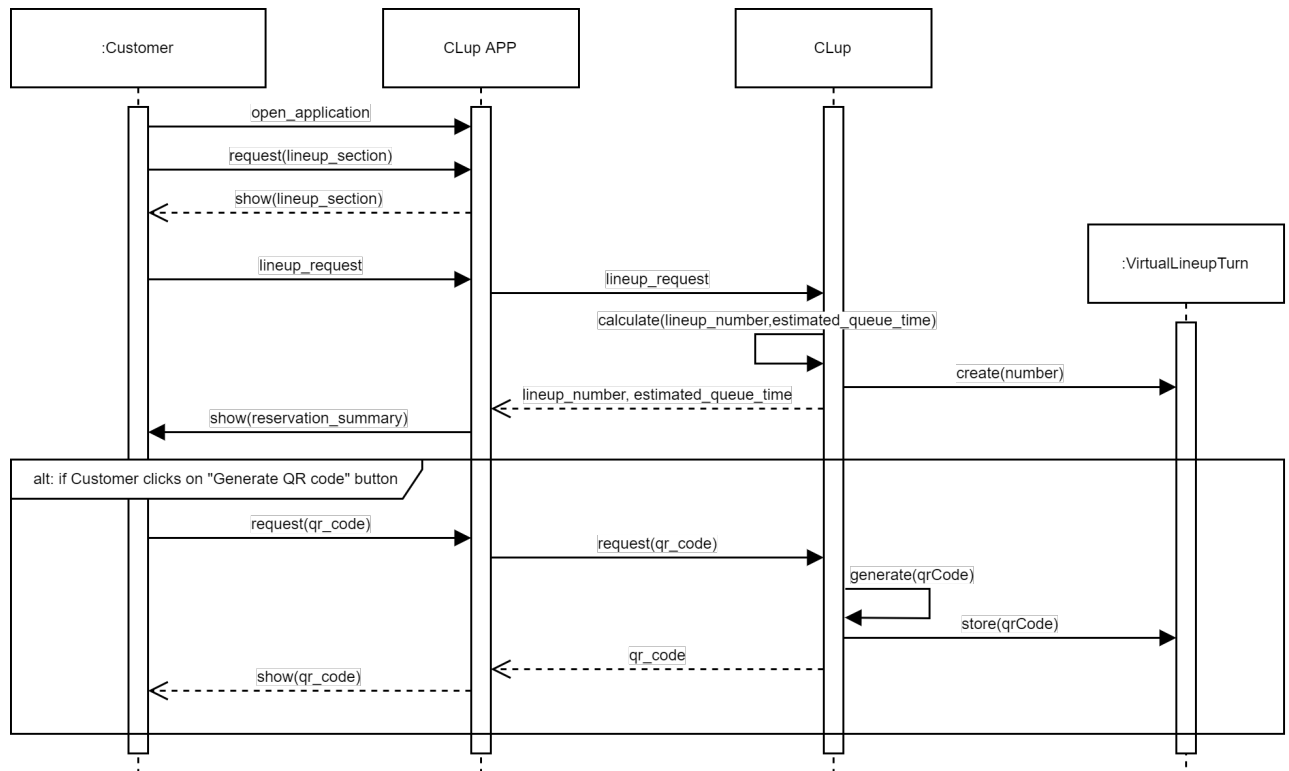 :Customer
CLup APP
CLup
open_application
request(lineup_section)
show(lineup_section)
:VirtualLineupTurn
lineup_request
lineup_request
calculate(lineup_number,estimated_queue_time)
create(number)
lineup_number, estimated_queue_time
show(reservation_summary)
alt: if Customer clicks on "Generate QR code" button
request(qr_code)
request(qr_code)
generate(qrCode)
store(qrCode)
qr_code
show(qr_code)